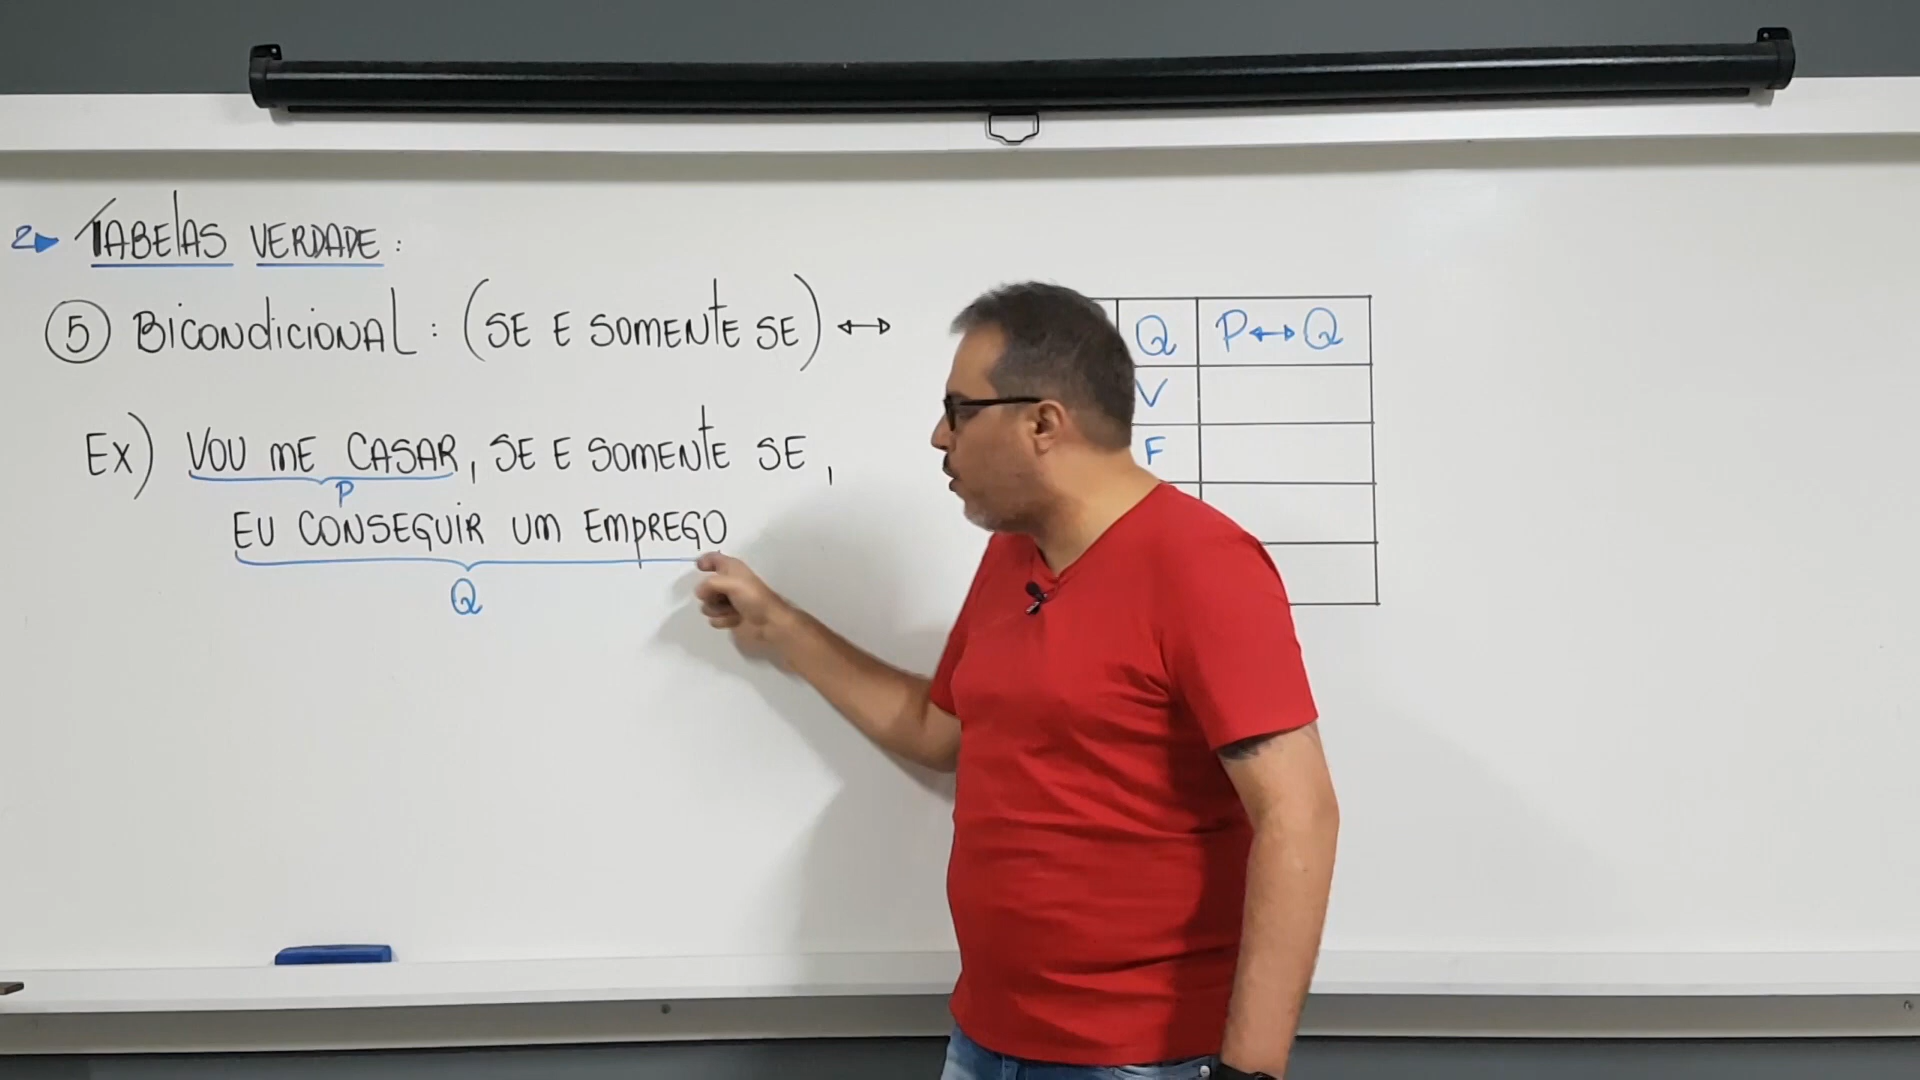 2► TABELAS VERDADE:
⑤ BICONDICIONAL: (SE E SOMENTE SE) ↔
EX) VOU ME CASAR, SE E SOMENTE SE,
P
EU CONSEGUIR UM EMPREGO
Q
Q P↔Q
V
F